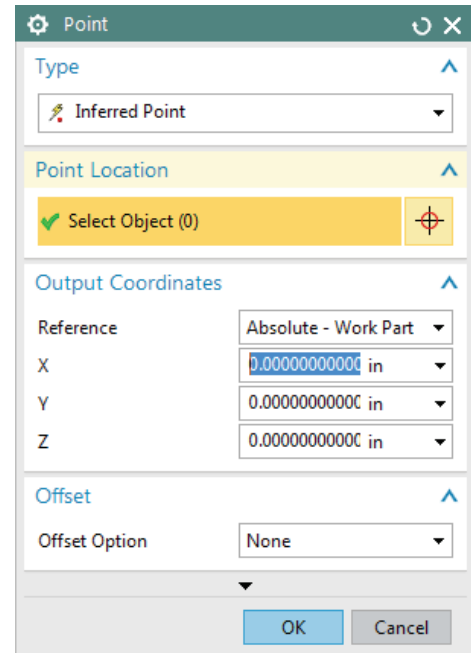 Point
Type
Inferred Point
Point Location
Select Object (0)
Output Coordinates
Reference Absolute - Work Part
X 0.00000000000 in
Y 0.00000000000 in
Z 0.00000000000 in
Offset
Offset Option None
OK Cancel